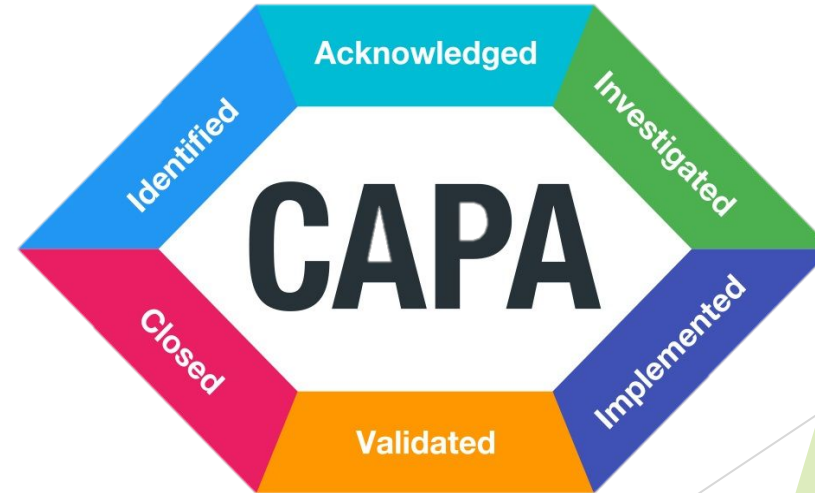 Acknowledged
Identified
Investigated
CAPA
Closed
Implemented
Validated